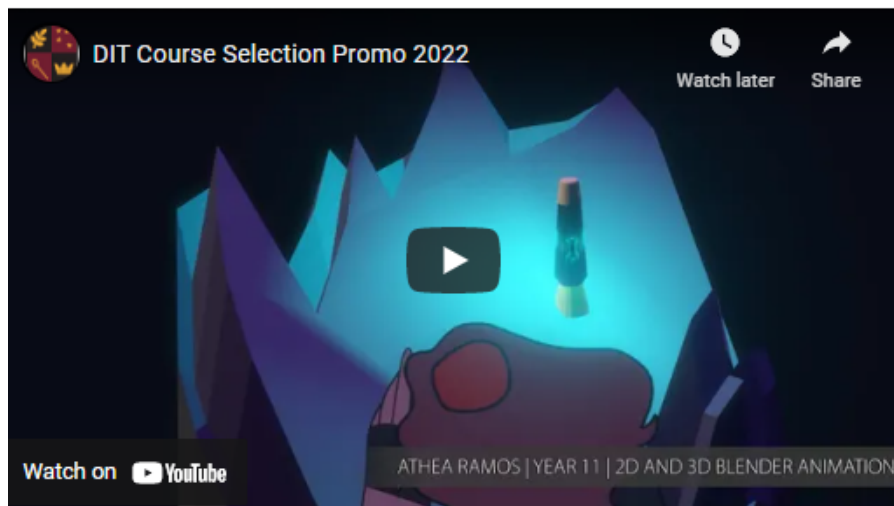 DIT Course Selection Promo 2022
Watch later
Share
ATHEA RAMOS | YEAR 11 | 2D AND 3D BLENDER ANIMATION
Watch on YouTube